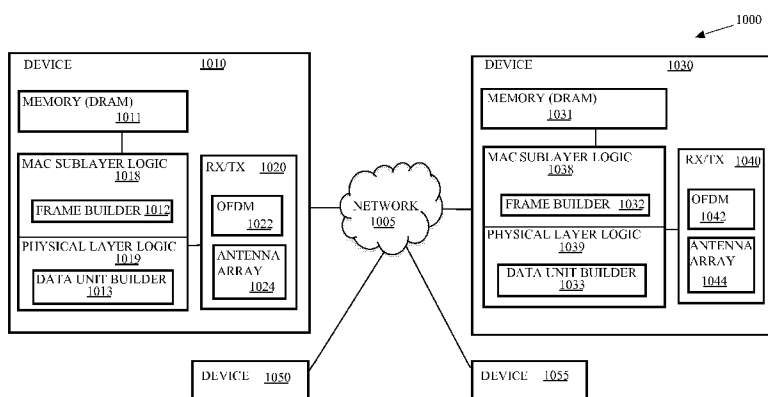 1000
DEVICE 1010
MEMORY (DRAM)
1011
MAC SUBLAYER LOGIC
1018
FRAME BUILDER 1012
PHYSICAL LAYER LOGIC
1019
DATA UNIT BUILDER
1013
RX/TX 1020
OFDM
1022
ANTENNA
ARRAY
1024
NETWORK
1005
DEVICE 1030
MEMORY (DRAM)
1031
MAC SUBLAYER LOGIC
1038
FRAME BUILDER 1032
PHYSICAL LAYER LOGIC
1039
DATA UNIT BUILDER
1033
RX/TX 1040
OFDM
1042
ANTENNA
ARRAY
1044
DEVICE 1050
DEVICE 1055